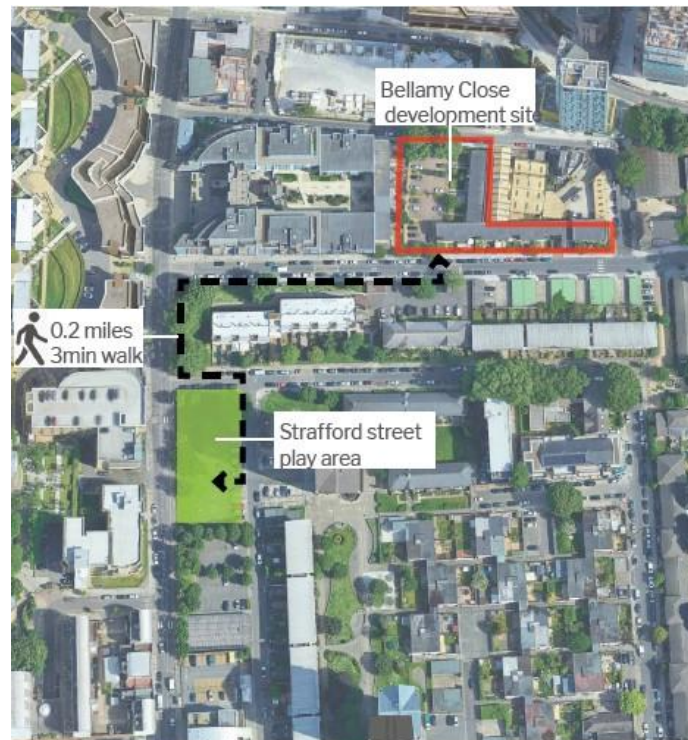 Bellamy Close
development site
0.2 miles
3min walk
Strafford street
play area